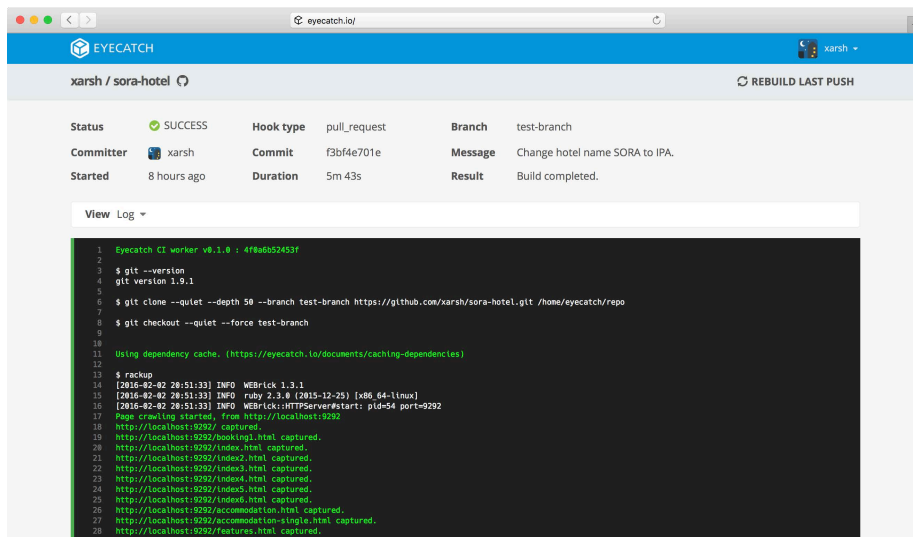 eyecatch.io/
EYECATCH
xarsh
xarsh / sora-hotel
REBUILD LAST PUSH
Status SUCCESS Hook type pull_request Branch test-branch
Committer xarsh Commit f3bf4e701e Message Change hotel name SORA to IPA.
Started 8 hours ago Duration 5m 43s Result Build completed.
View Log
1 Eyecatch CI worker v0.1.0 : 4f0a6b52453f
2
3 $ git --version
4 git version 1.9.1
5
6 $ git clone --quiet --depth 50 --branch test-branch https://github.com/xarsh/sora-hotel.git /home/eyecatch/repo
7
8 $ git checkout --quiet --force test-branch
9
10
11 Using dependency cache. (https://eyecatch.io/documents/caching-dependencies)
12
13 $ rackup
14 [2016-02-02 20:51:33] INFO WEBrick 1.3.1
15 [2016-02-02 20:51:33] INFO ruby 2.3.0 (2015-12-25) [x86_64-linux]
16 [2016-02-02 20:51:33] INFO WEBrick::HTTPServer#start: pid=54 port=9292
17 Page crawling started, from http://localhost:9292
18 http://localhost:9292/ captured.
19 http://localhost:9292/booking1.html captured.
20 http://localhost:9292/index.html captured.
21 http://localhost:9292/index2.html captured.
22 http://localhost:9292/index3.html captured.
23 http://localhost:9292/index4.html captured.
24 http://localhost:9292/index5.html captured.
25 http://localhost:9292/index6.html captured.
26 http://localhost:9292/accommodation.html captured.
27 http://localhost:9292/accommodation-single.html captured.
28 http://localhost:9292/features.html captured.